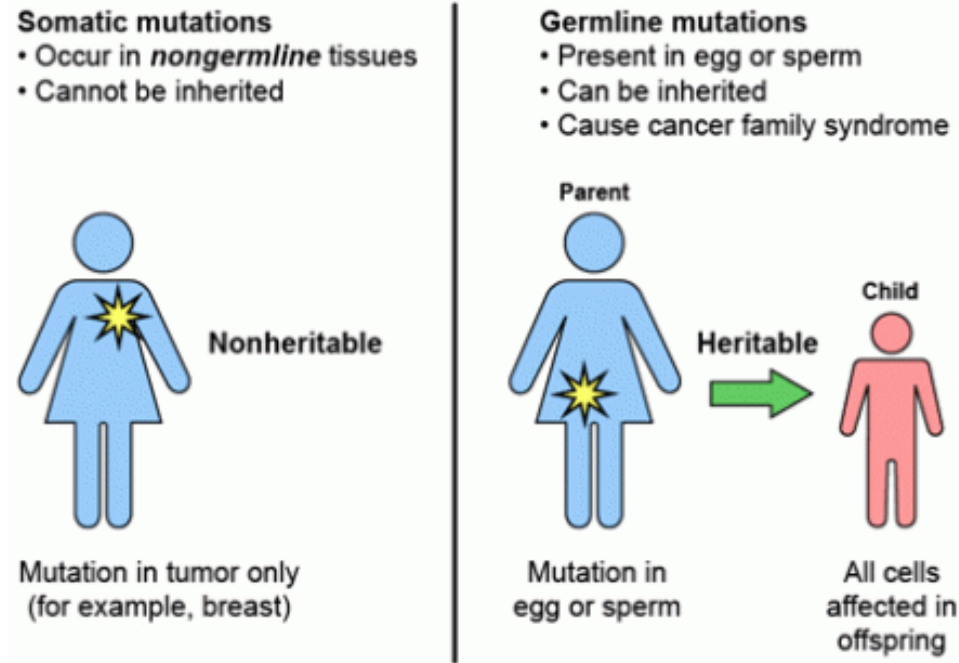 Somatic mutations
• Occur in nongermline tissues
• Cannot be inherited
Nonheritable
Mutation in tumor only
(for example, breast)
Germline mutations
• Present in egg or sperm
• Can be inherited
• Cause cancer family syndrome
Parent
Child
Heritable
Mutation in
egg or sperm
All cells
affected in
offspring